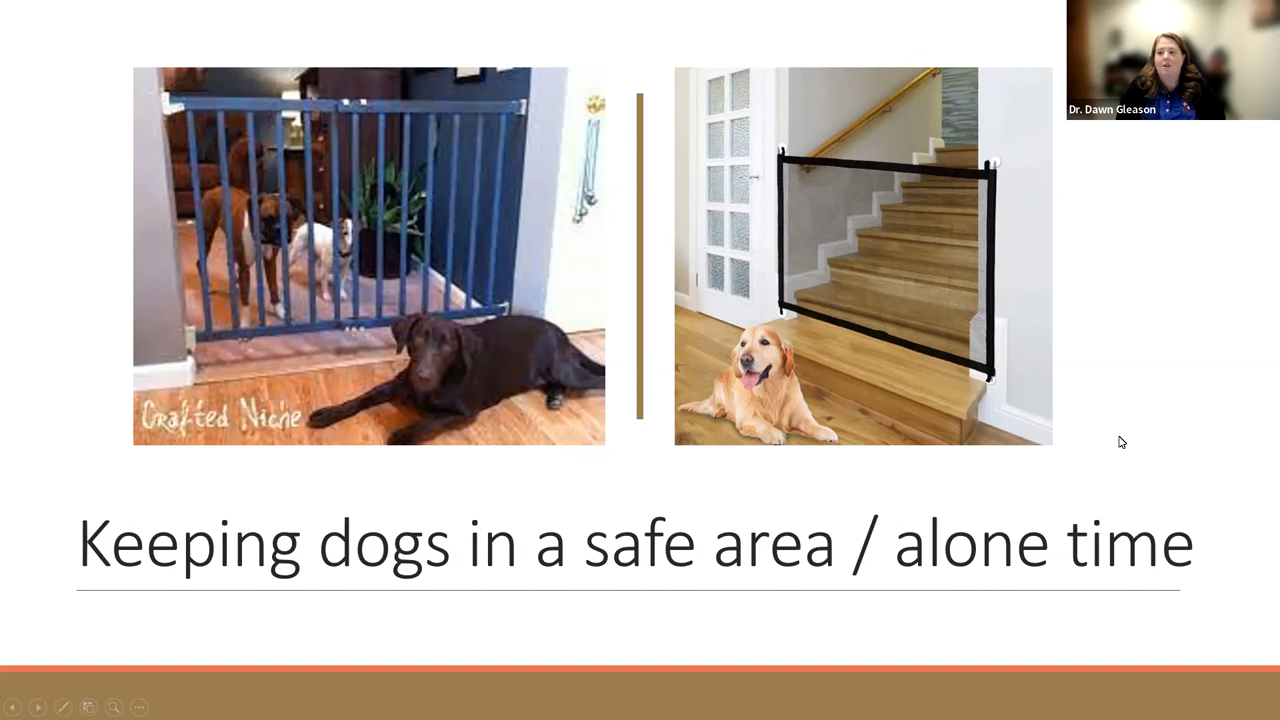 Dr. Dawn Gleason
Crafted Niche
Keeping dogs in a safe area / alone time